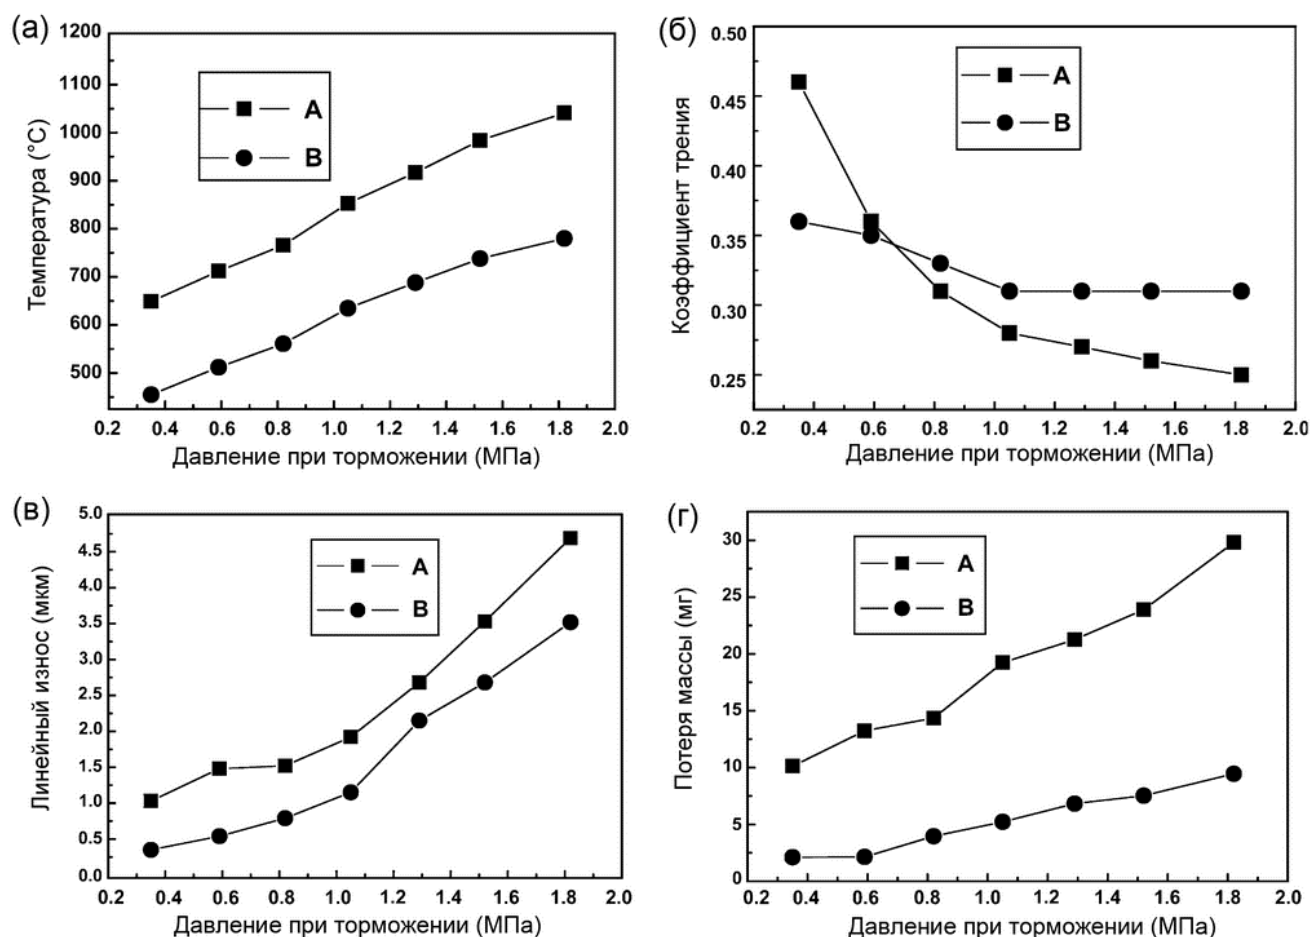 (а)
1200
1100
1000
900
800
700
600
500
Температура (°C)
A
B
0.2 0.4 0.6 0.8 1.0 1.2 1.4 1.6 1.8 2.0
Давление при торможении (МПа)
(б)
0.50
0.45
0.40
0.35
0.30
0.25
Коэффициент трения
A
B
0.2 0.4 0.6 0.8 1.0 1.2 1.4 1.6 1.8 2.0
Давление при торможении (МПа)
(в)
5.0
4.5
4.0
3.5
3.0
2.5
2.0
1.5
1.0
0.5
0.0
Линейный износ (мкм)
A
B
0.2 0.4 0.6 0.8 1.0 1.2 1.4 1.6 1.8 2.0
Давление при торможении (МПа)
(г)
30
25
20
15
10
5
0
Потеря массы (мг)
A
B
0.2 0.4 0.6 0.8 1.0 1.2 1.4 1.6 1.8 2.0
Давление при торможении (МПа)